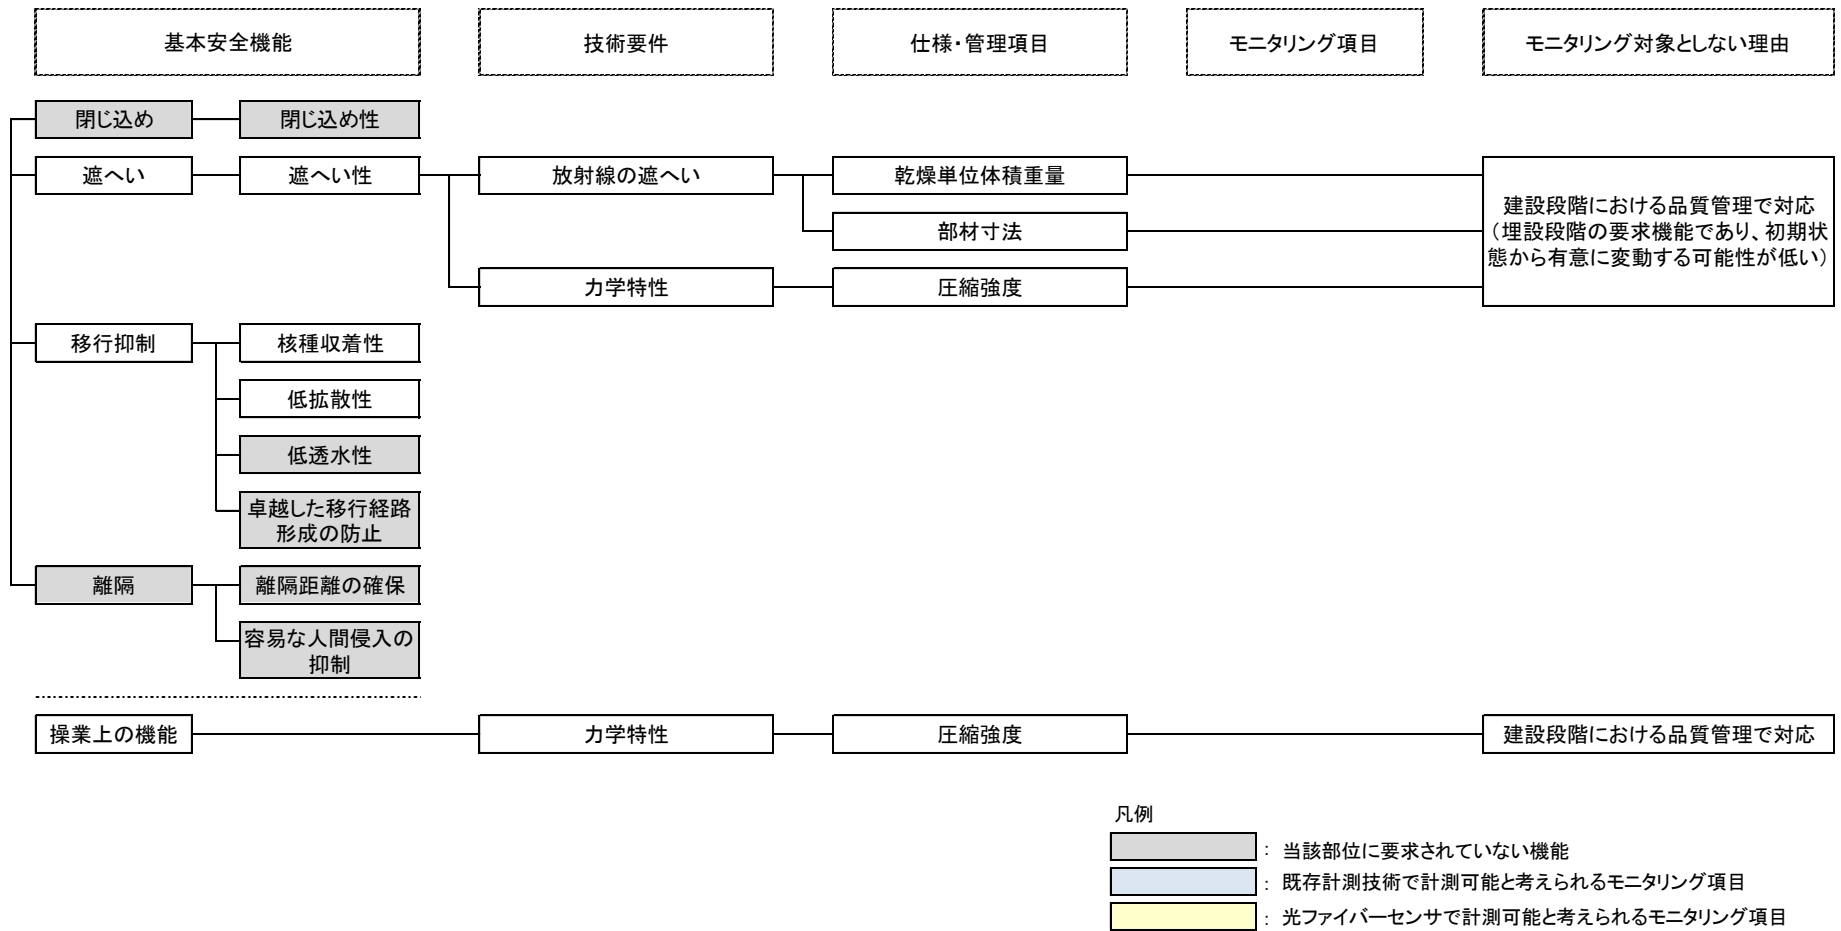 基本安全機能
技術要件
仕様・管理項目
モニタリング項目
モニタリング対象としない理由
閉じ込め
閉じ込め性
遮へい
遮へい性
放射線の遮へい
乾燥単位体積重量
建設段階における品質管理で対応
（埋設段階の要求機能であり、初期状
態から有意に変動する可能性が低い）
部材寸法
力学特性
圧縮強度
移行抑制
核種収着性
低拡散性
低透水性
卓越した移行経路
形成の防止
離隔
離隔距離の確保
容易な人間侵入の
抑制
操業上の機能
力学特性
圧縮強度
建設段階における品質管理で対応
凡例
： 当該部位に要求されていない機能
： 既存計測技術で計測可能と考えられるモニタリング項目
： 光ファイバーセンサで計測可能と考えられるモニタリング項目